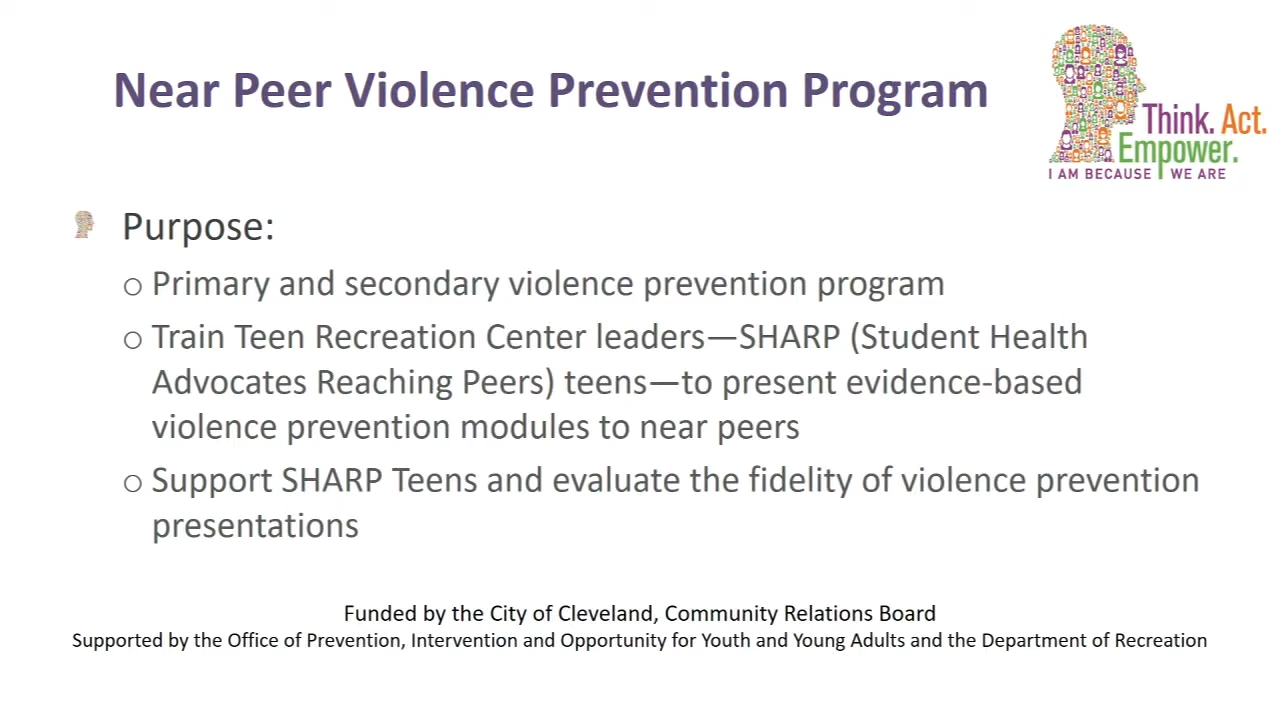 Near Peer Violence Prevention Program
Think. Act.
Empower.
I AM BECAUSE WE ARE
Purpose:
○ Primary and secondary violence prevention program
○ Train Teen Recreation Center leaders—SHARP (Student Health
Advocates Reaching Peers) teens—to present evidence-based
violence prevention modules to near peers
○ Support SHARP Teens and evaluate the fidelity of violence prevention
presentations
Funded by the City of Cleveland, Community Relations Board
Supported by the Office of Prevention, Intervention and Opportunity for Youth and Young Adults and the Department of Recreation